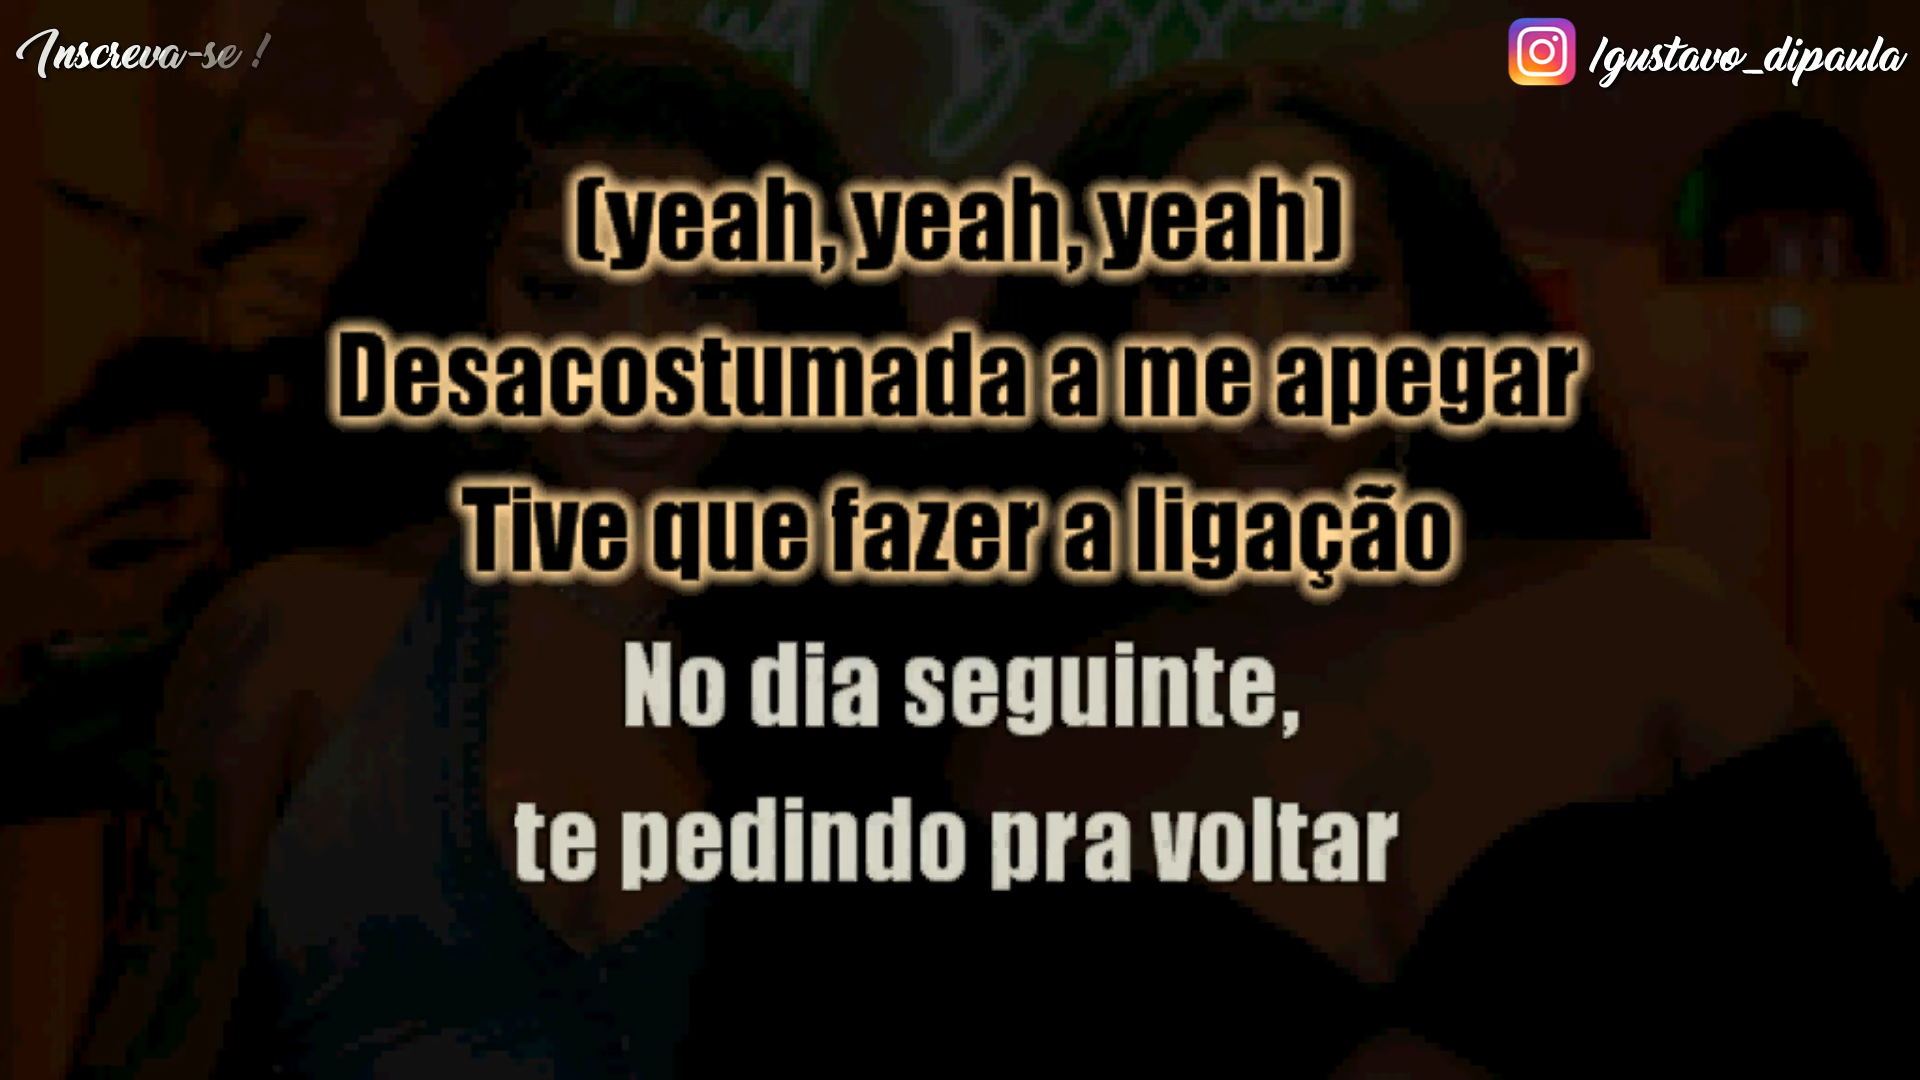 Inscreva-se !
/gustavo_dipaula
(yeah, yeah, yeah)
Desacostumada a me apegar
Tive que fazer a ligação
No dia seguinte,
te pedindo pra voltar